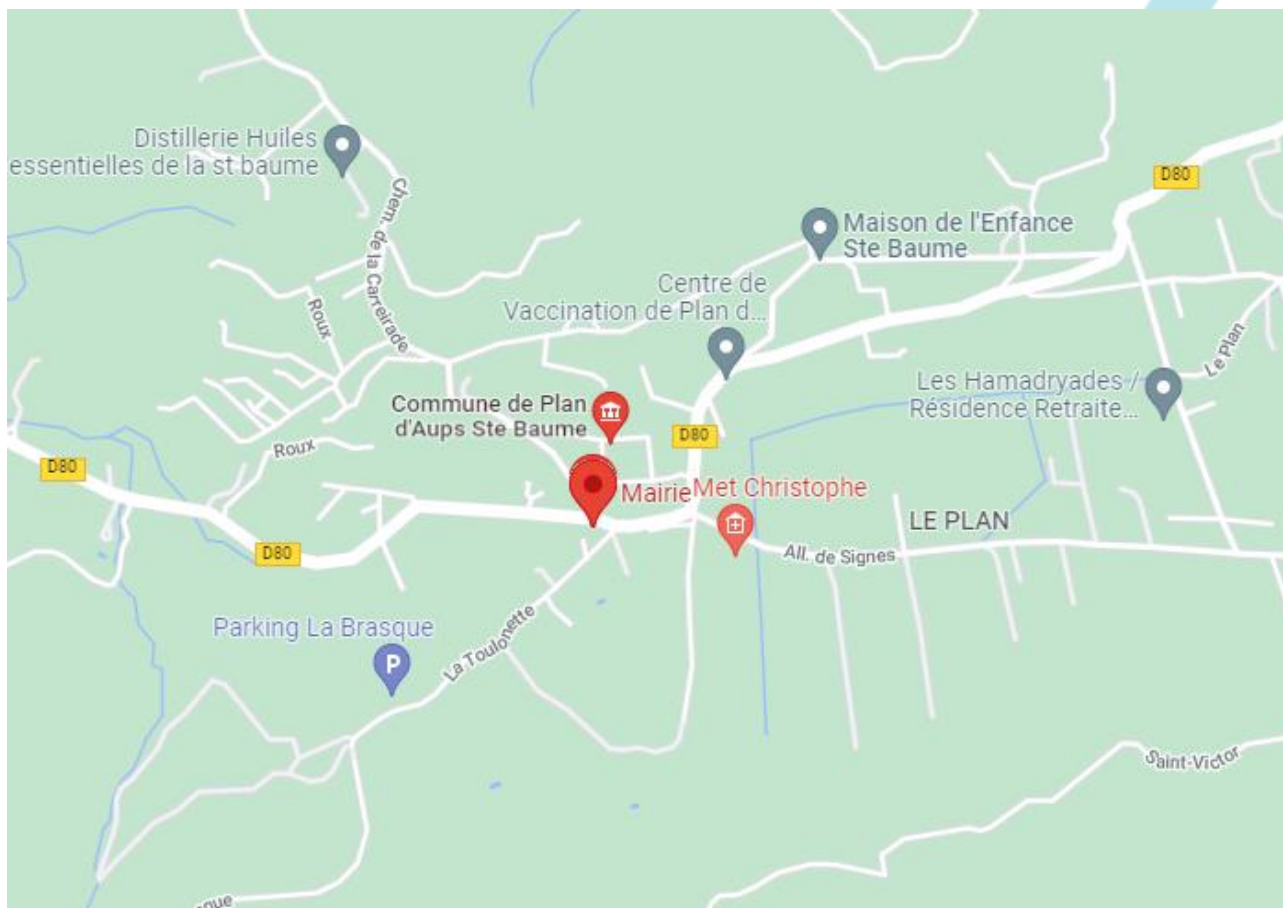 Distillerie Huiles
essentielles de la st baume
D80
Chem. de la Carreirade
Maison de l'Enfance
Ste Baume
Centre de
Vaccination de Plan d...
Roux
Le Plan
Les Hamadryades /
Résidence Retraite...
Commune de Plan
d'Aups Ste Baume
D80
Roux
D80
Mairie
Met Christophe
LE PLAN
D80
All. de Signes
La Toulonette
Parking La Brasque
P
Saint-Victor